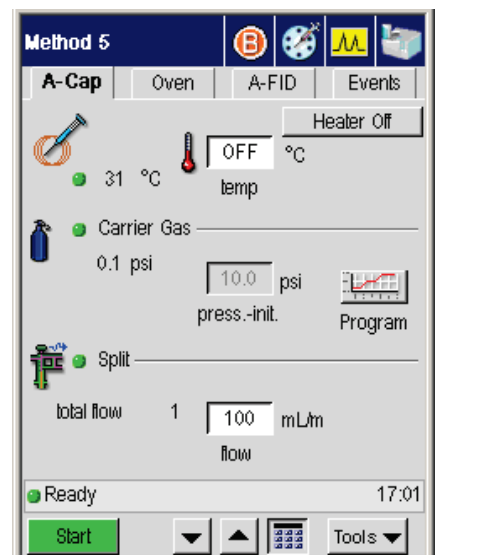 Method 5
B
A-Cap Oven A-FID Events
Heater Off
OFF °C
31 °C
temp
Carrier Gas
0.1 psi
10.0 psi
press.-init.
Program
Split
total flow 1 100 mL/m
flow
Ready 17:01
Start Tools